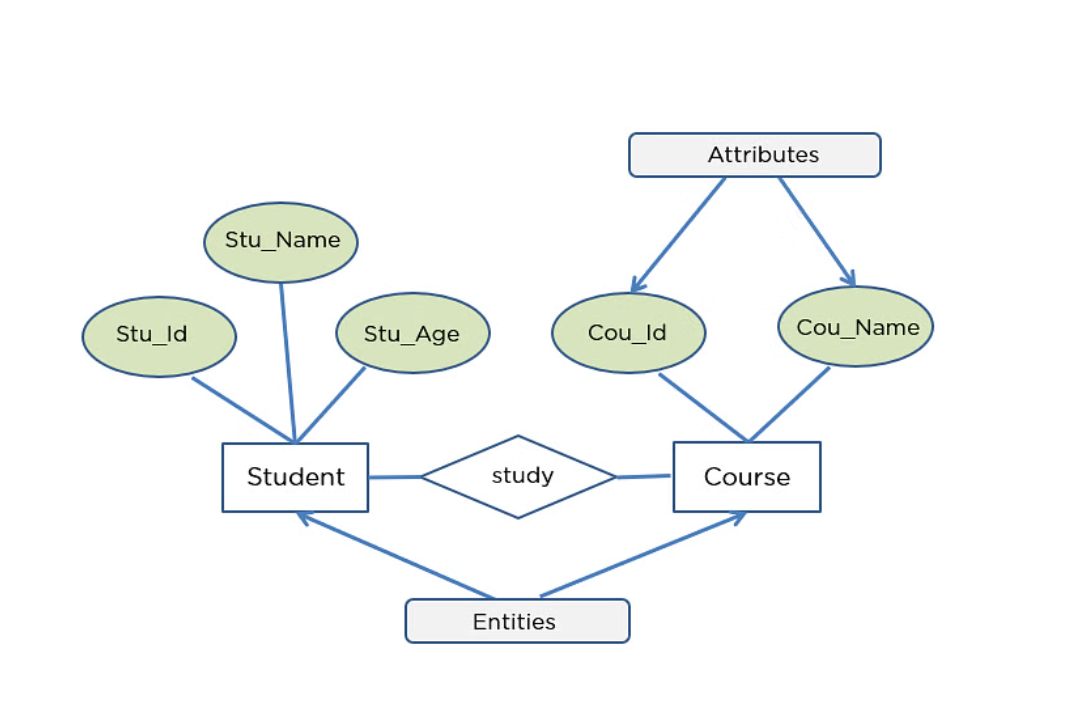 Attributes
Stu_Name
Stu_Id
Stu_Age
Cou_Id
Cou_Name
Student
study
Course
Entities